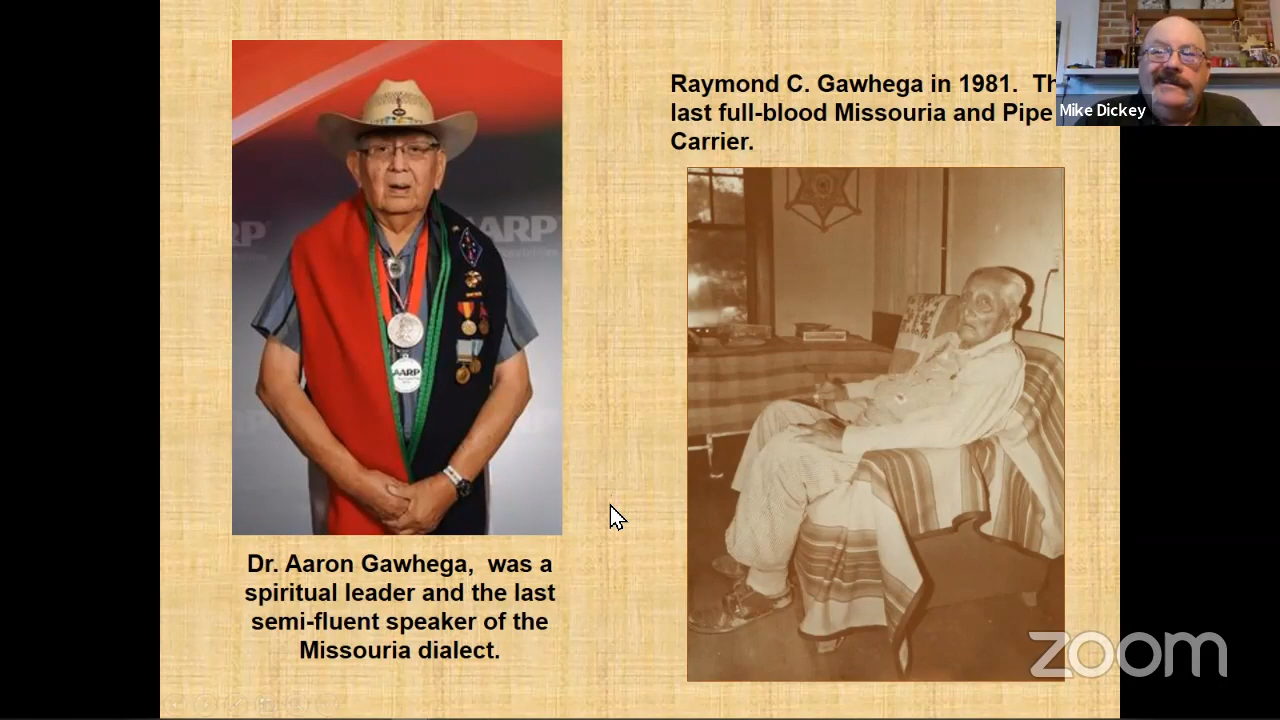 Raymond C. Gawhega in 1981.
last full-blood Missouria and Pipe
Carrier.
Mike Dickey
AARP
AARP
Dr. Aaron Gawhega, was a
spiritual leader and the last
semi-fluent speaker of the
Missouria dialect.
zoom